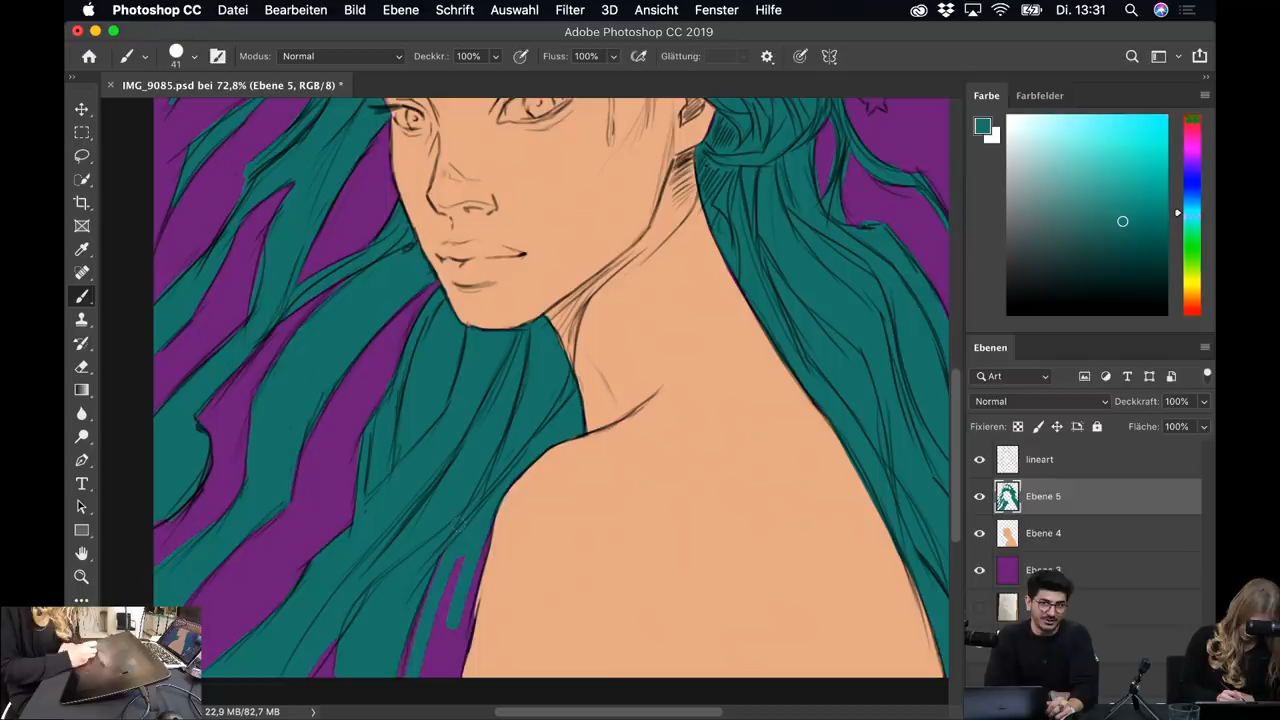 Photoshop CC Datei Bearbeiten Bild Ebene Schrift Auswahl Filter 3D Ansicht Fenster Hilfe Di. 13:31
Adobe Photoshop CC 2019
41 Modus: Normal Deckkr.: 100% Fluss: 100% Glättung:
× IMG_9085.psd bei 72,8% (Ebene 5, RGB/8) *
Farbe Farbfelder
Ebenen
Art
Normal Deckkraft: 100%
Fixieren: Fläche: 100%
lineart
Ebene 5
Ebene 4
22,9 MB/82,7 MB